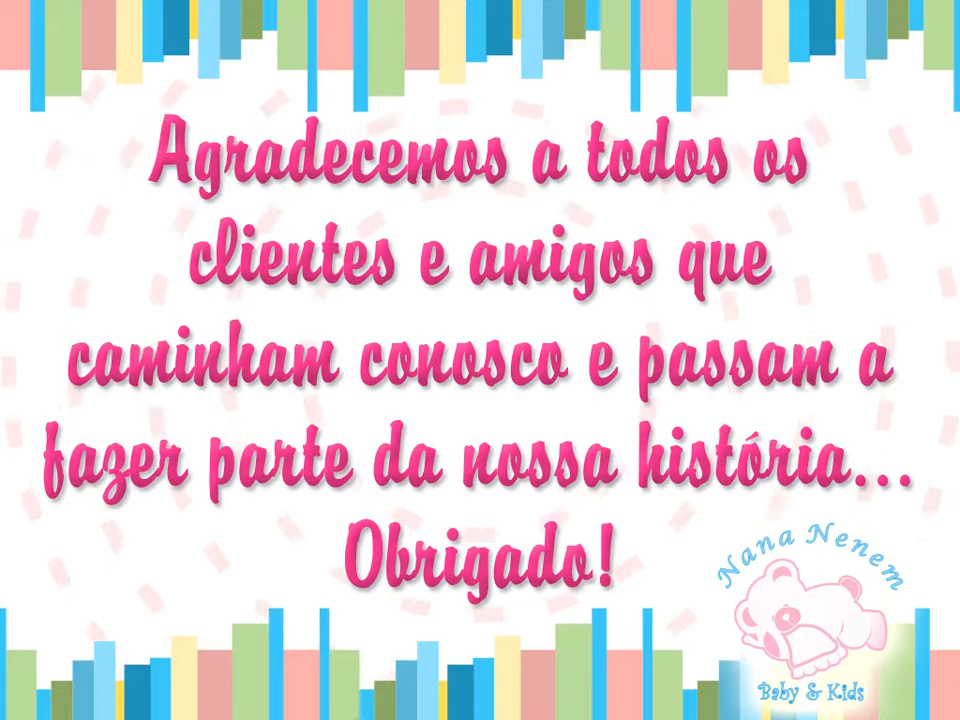 Agradecemos a todos os
clientes e amigos que
caminham conosco e passam a
fazer parte da nossa história...
Obrigado!
Nana Nenem
Baby & Kids